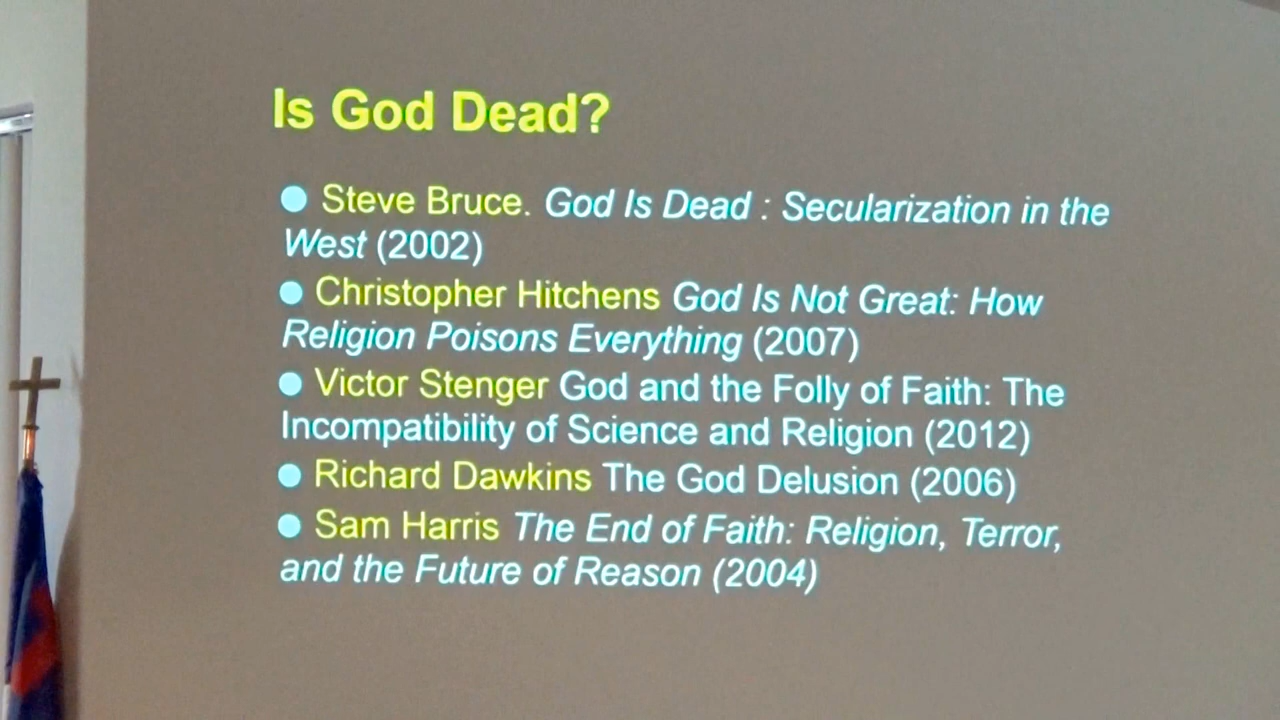 Is God Dead?
● Steve Bruce. God Is Dead : Secularization in the
West (2002)
● Christopher Hitchens God Is Not Great: How
Religion Poisons Everything (2007)
● Victor Stenger God and the Folly of Faith: The
Incompatibility of Science and Religion (2012)
● Richard Dawkins The God Delusion (2006)
● Sam Harris The End of Faith: Religion, Terror,
and the Future of Reason (2004)